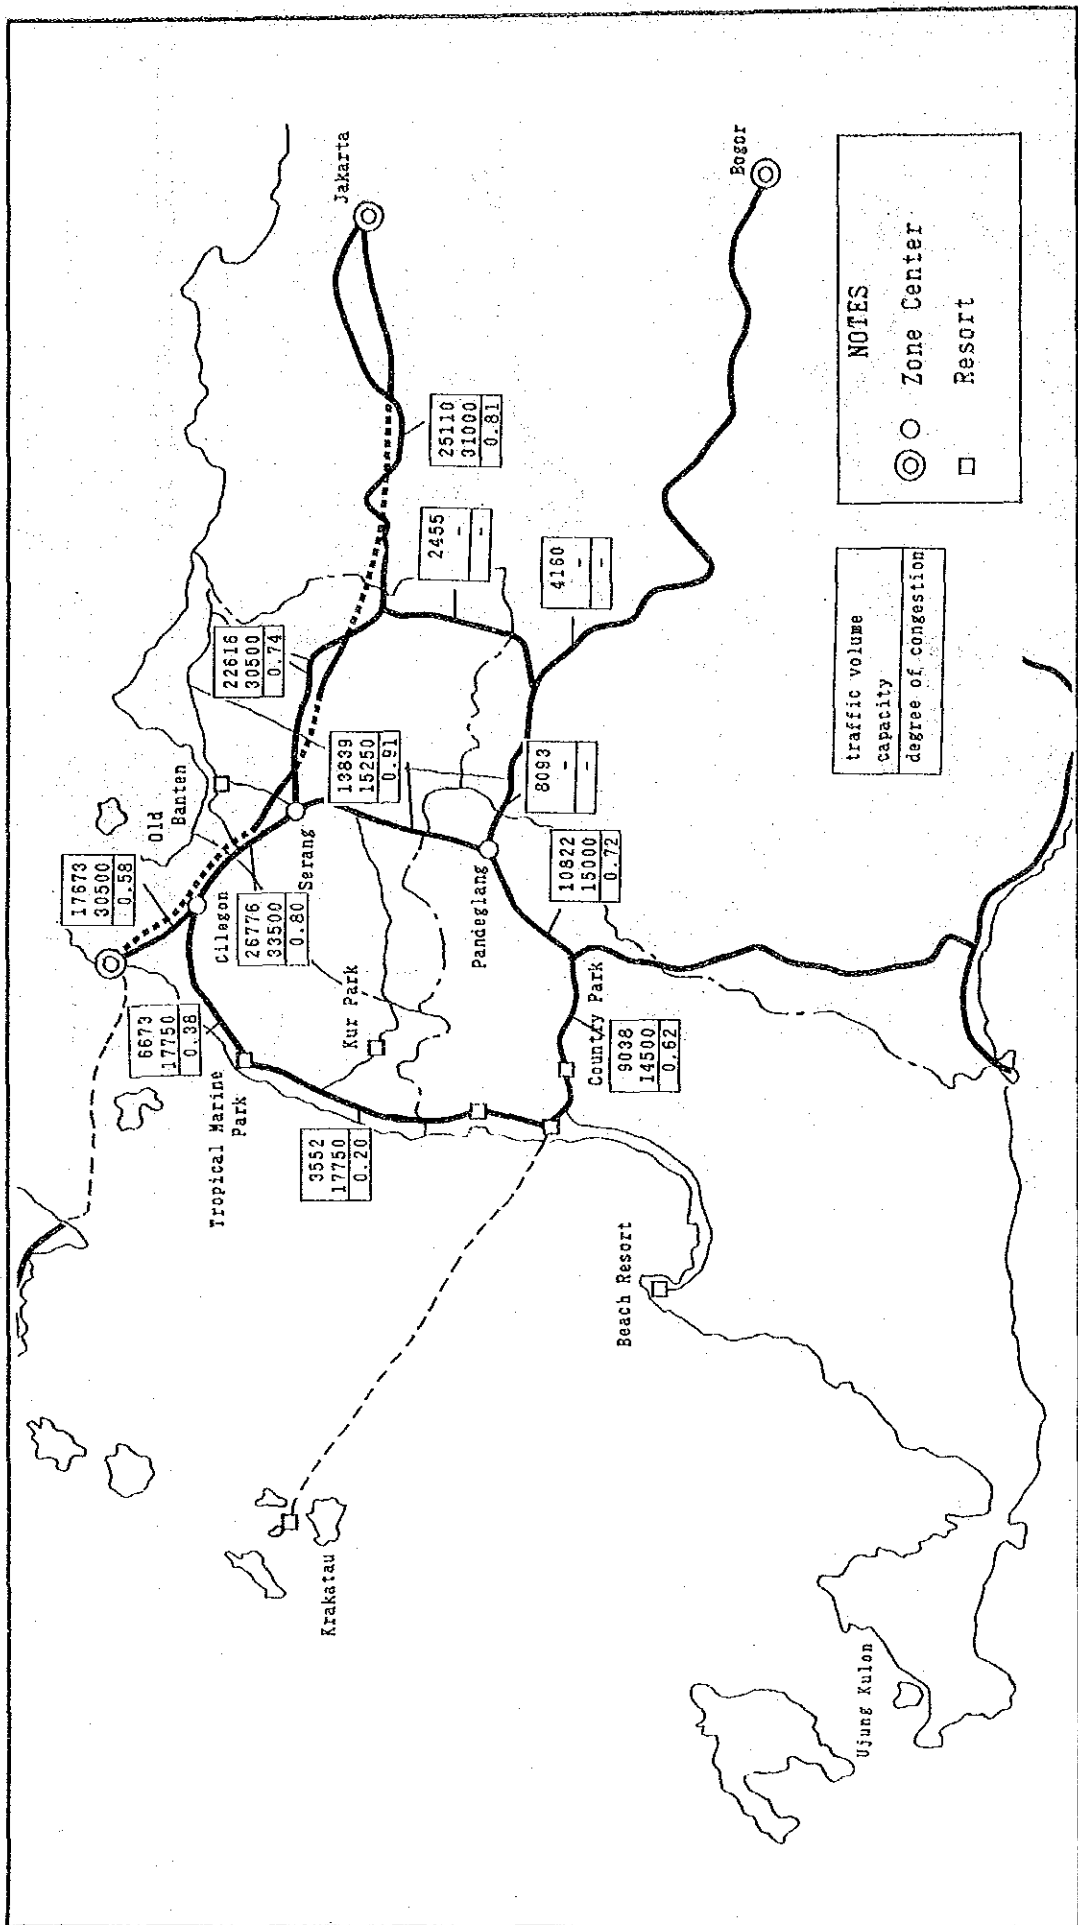 Jakarta
Bogor
25110
31000
0.81
2455
-
-
4160
-
-
22616
30500
0.74
13839
15250
0.91
8093
-
-
Old
Banten
Serang
17673
30500
0.58
Cilegon
26776
33500
0.80
Pandeglang
10822
15000
0.72
6673
17750
0.38
Kur Park
Country Park
9038
14500
0.62
Tropical Marine
Park
3552
17750
0.20
Beach Resort
Krakatau
Ujung Kulon
NOTES
Zone Center
Resort
traffic volume
capacity
degree of congestion